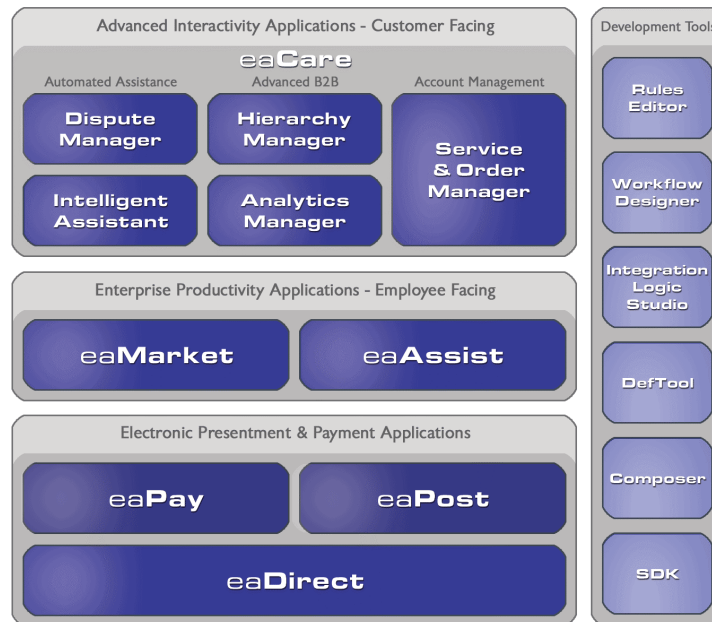 Advanced Interactivity Applications - Customer Facing
eaCare
Automated Assistance
Advanced B2B
Account Management
Dispute
Manager
Hierarchy
Manager
Service
& Order
Manager
Intelligent
Assistant
Analytics
Manager
Enterprise Productivity Applications - Employee Facing
eaMarket
eaAssist
Electronic Presentment & Payment Applications
eaPay
eaPost
eaDirect
Development Tools
Rules
Editor
Workflow
Designer
Integration
Logic
Studio
DefTool
Composer
SDK